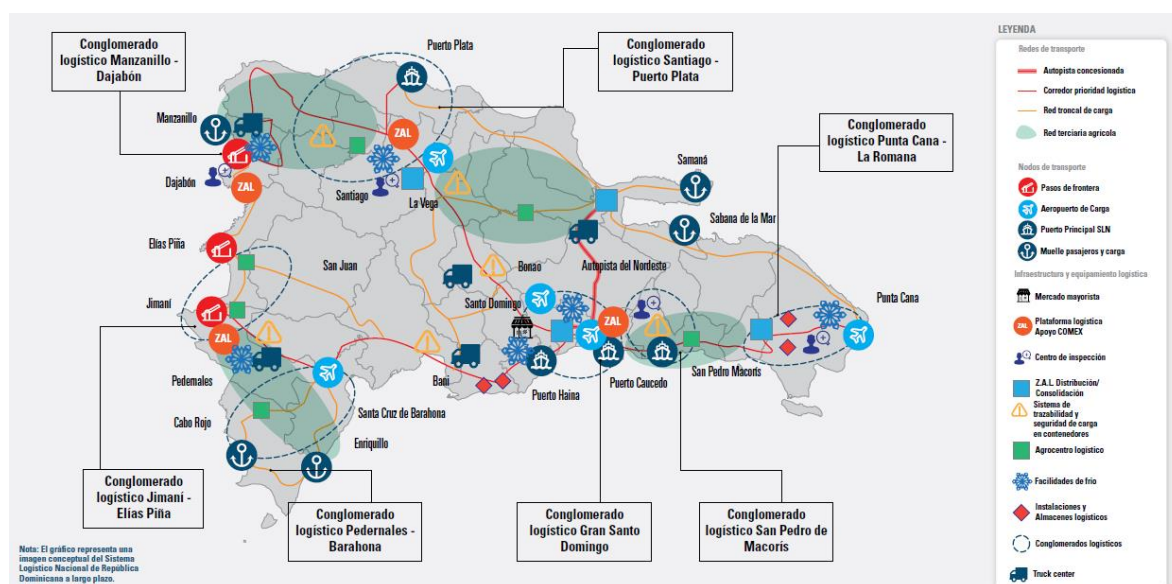 Conglomerado
logístico Manzanillo -
Dajabón
Puerto Plata
Conglomerado
logístico Santiago -
Puerto Plata
Manzanillo
ZAL
Conglomerado
logístico Punta Cana -
La Romana
Dajabón
ZAL
Santiago
La Vega
Samaná
Sabana de la Mar
Elías Piña
San Juan
Bonao
Autopista del Nordeste
Jimaní
Santo Domingo
Punta Cana
ZAL
ZAL
Pedernales
Baní
Puerto Haina
Puerto Caucedo
San Pedro Macorís
Cabo Rojo
Santa Cruz de Barahona
Enriquillo
Conglomerado
logístico Jimaní -
Elías Piña
Conglomerado
logístico Pedernales -
Barahona
Conglomerado
logístico Gran Santo
Domingo
Conglomerado
logístico San Pedro de
Macorís
Nota: El gráfico representa una
imagen conceptual del Sistema
Logístico Nacional de República
Dominicana a largo plazo.
LEYENDA
Redes de transporte
Autopista concesionada
Corredor prioridad logística
Red troncal de carga
Red terciaria agrícola
Nodos de transporte
Pasos de frontera
Aeropuerto de Carga
Puerto Principal SLN
Muelle pasajeros y carga
Infraestructura y equipamiento logística
Mercado mayorista
ZAL
Plataforma logística
Apoyo COMEX
Centro de inspección
Z.A.L. Distribución/
Consolidación
Sistema de
trazabilidad y
seguridad de carga
en contenedores
Agrocentro logístico
Facilidades de frío
Instalaciones y
Almacenes logísticos
Conglomerados logísticos
Truck center